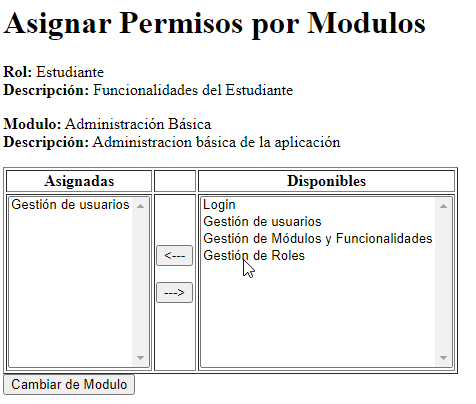 Asignar Permisos por Modulos
Rol: Estudiante
Descripción: Funcionalidades del Estudiante
Modulo: Administración Básica
Descripción: Administracion básica de la aplicación
Asignadas
Disponibles
Gestión de usuarios
<---
--->
Login
Gestión de usuarios
Gestión de Módulos y Funcionalidades
Gestión de Roles
Cambiar de Modulo